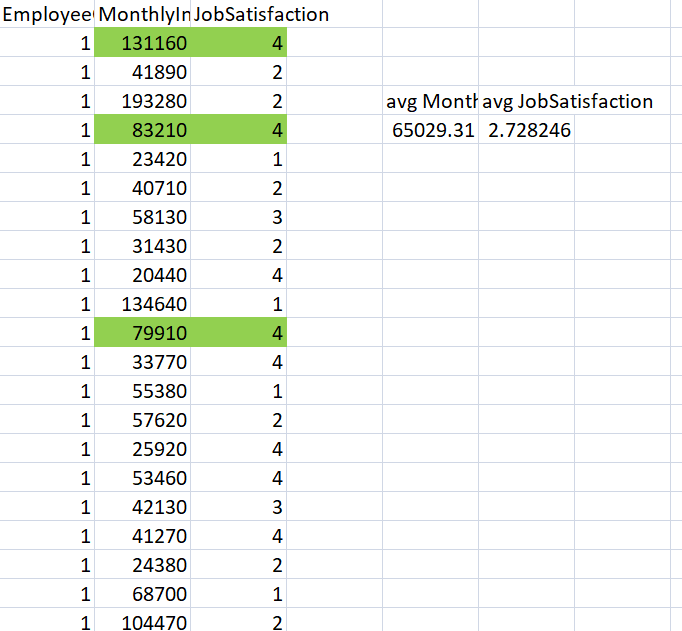 Employee MonthlyIn JobSatisfaction
1 131160 4
1 41890 2
1 193280 2 avg Month avg JobSatisfaction
1 83210 4 65029.31 2.728246
1 23420 1
1 40710 2
1 58130 3
1 31430 2
1 20440 4
1 134640 1
1 79910 4
1 33770 4
1 55380 1
1 57620 2
1 25920 4
1 53460 4
1 42130 3
1 41270 4
1 24380 2
1 68700 1
1 104470 2